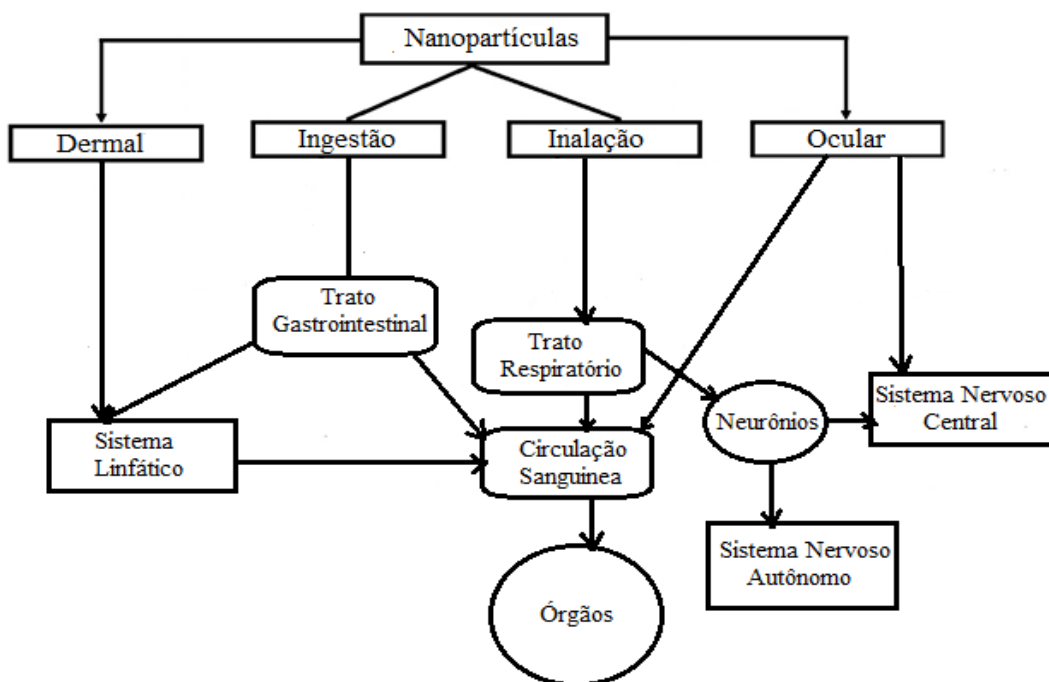 Nanopartículas
Dermal
Ingestão
Inalação
Ocular
Trato
Gastrointestinal
Trato
Respiratório
Sistema Nervoso
Central
Neurônios
Sistema
Linfático
Circulação
Sanguinea
Sistema Nervoso
Autônomo
Órgãos